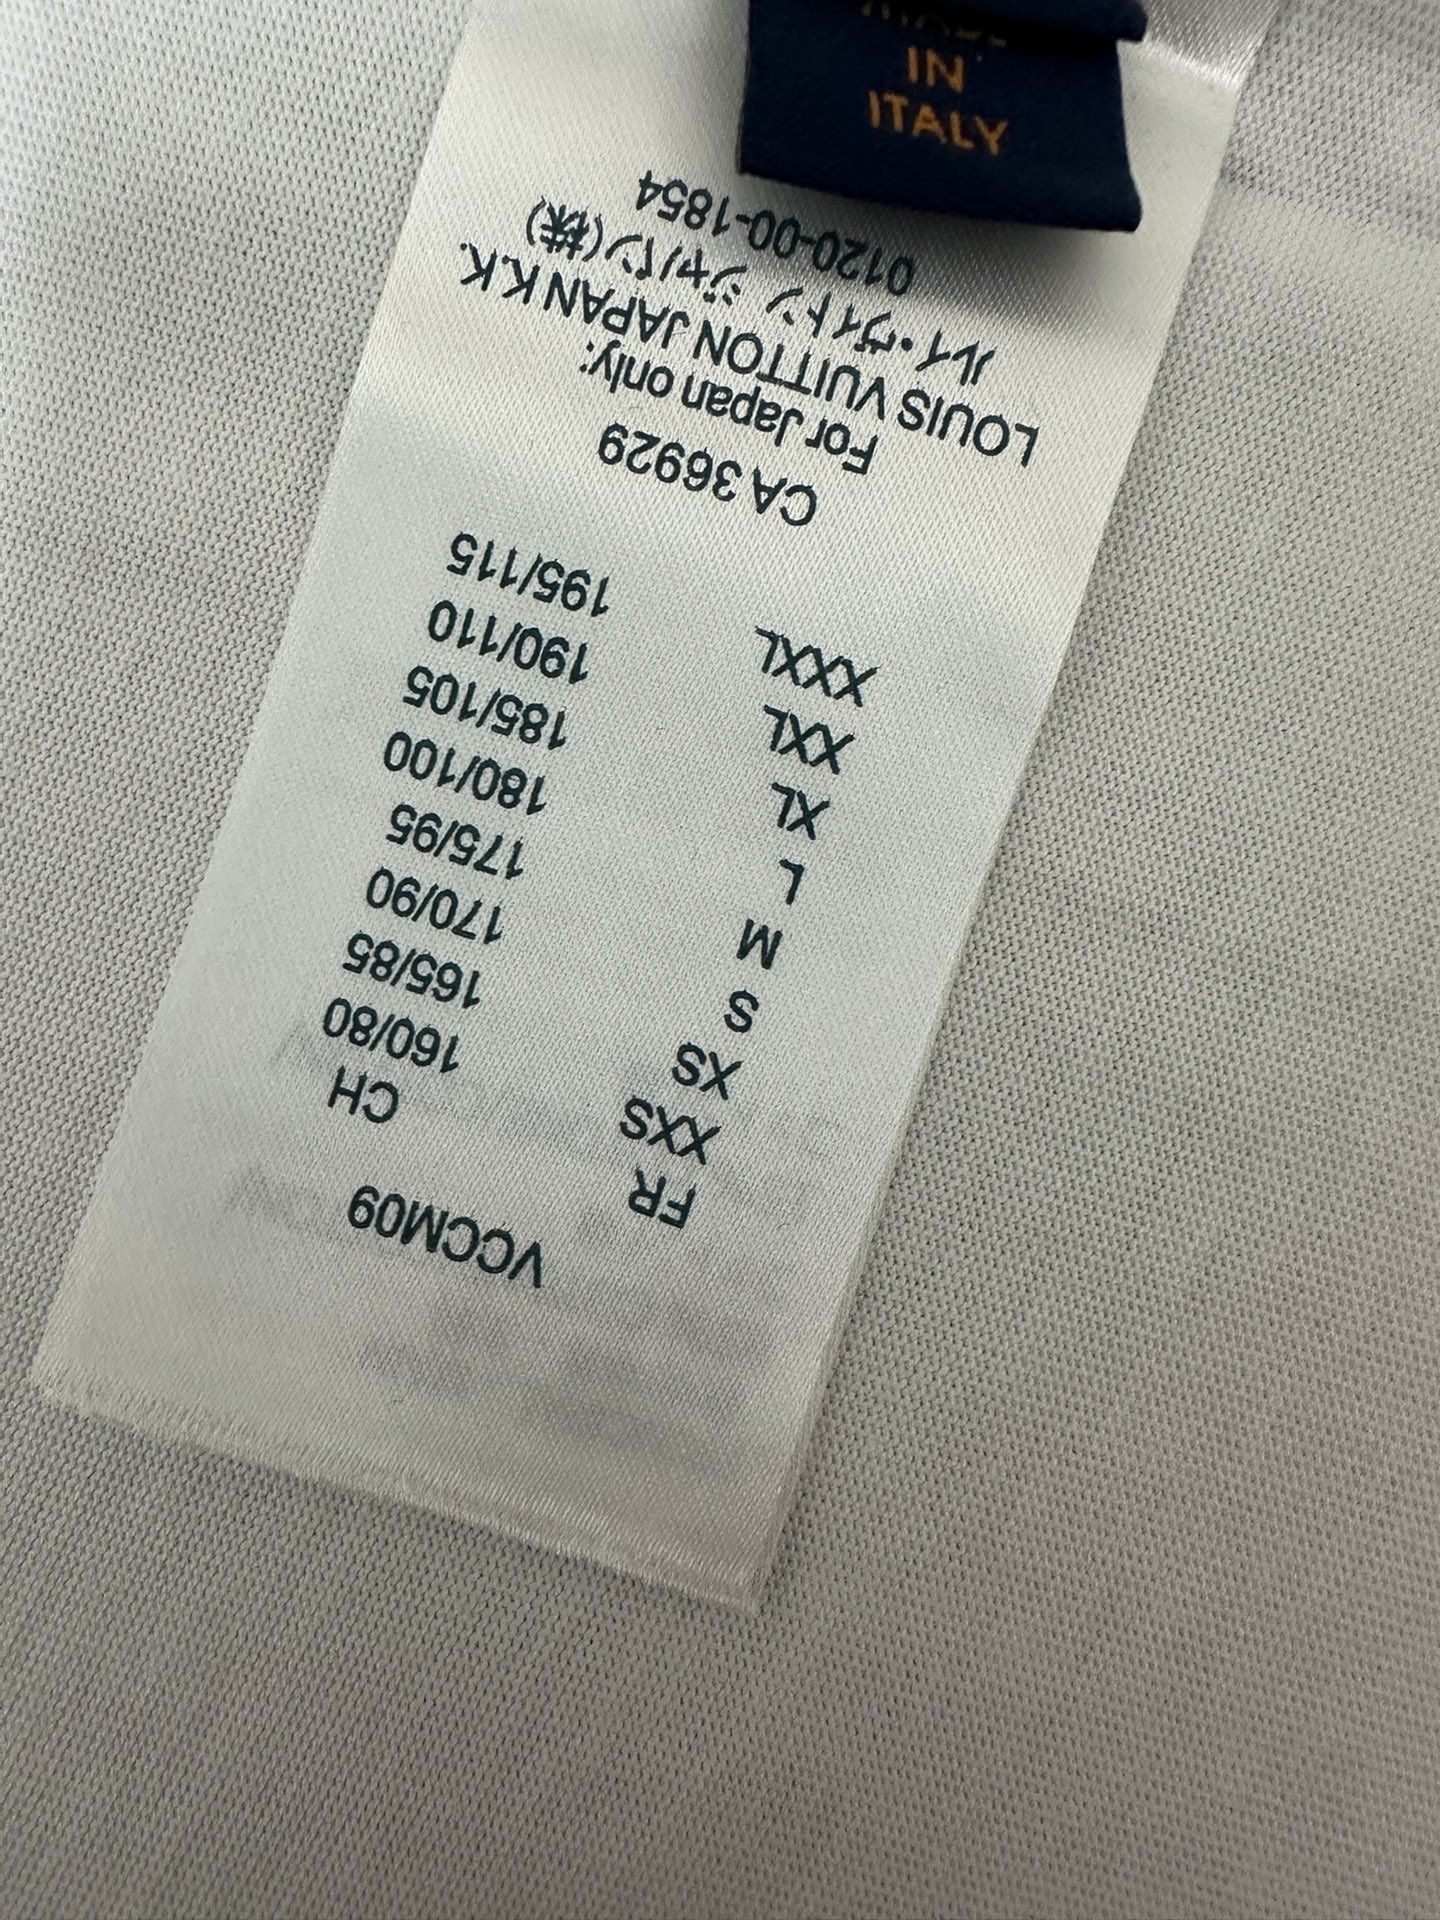 MADE
IN
ITALY
VCCM09
FR CH
XXS 160/80
XS 165/85
S 170/90
M 175/95
L 180/100
XL 185/105
XXL 190/110
XXXL 195/115
CA 36929
For Japan only:
LOUIS VUITTON JAPAN K.K.
ルイ・ヴィトン ジャパン(株)
0120-00-1854